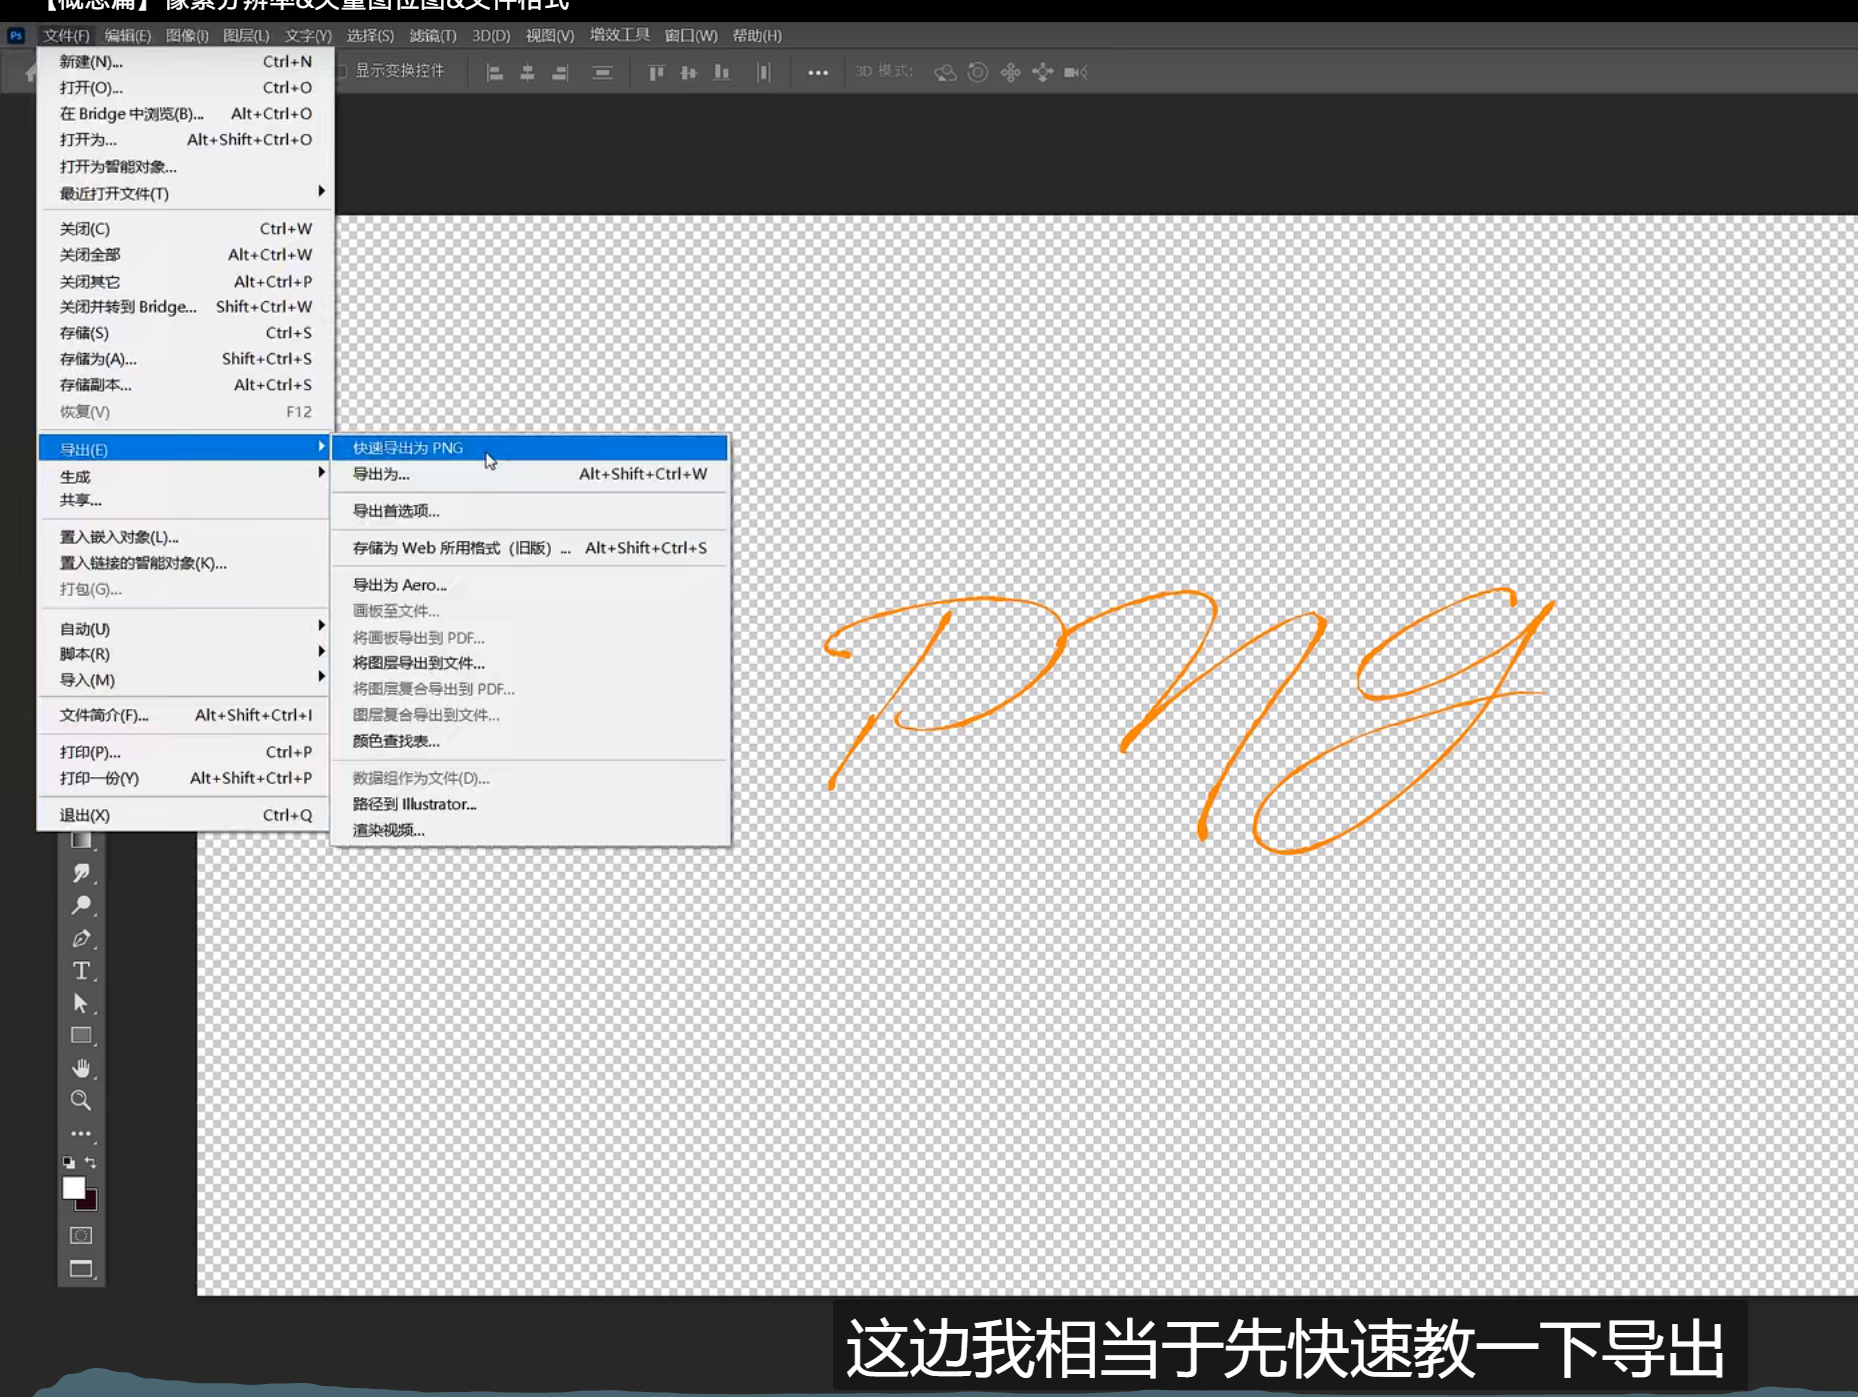 【概念篇】像素分辨率&矢量图位图&文件格式
Ps 文件(F) 编辑(E) 图像(I) 图层(L) 文字(Y) 选择(S) 滤镜(T) 3D(D) 视图(V) 增效工具 窗口(W) 帮助(H)
显示变换控件 3D 模式:
新建(N)... Ctrl+N
打开(O)... Ctrl+O
在 Bridge 中浏览(B)... Alt+Ctrl+O
打开为... Alt+Shift+Ctrl+O
打开为智能对象...
最近打开文件(T)
关闭(C) Ctrl+W
关闭全部 Alt+Ctrl+W
关闭其它 Alt+Ctrl+P
关闭并转到 Bridge... Shift+Ctrl+W
存储(S) Ctrl+S
存储为(A)... Shift+Ctrl+S
存储副本... Alt+Ctrl+S
恢复(V) F12
导出(E)
生成
共享...
置入嵌入对象(L)...
置入链接的智能对象(K)...
打包(G)...
自动(U)
脚本(R)
导入(M)
文件简介(F)... Alt+Shift+Ctrl+I
打印(P)... Ctrl+P
打印一份(Y) Alt+Shift+Ctrl+P
退出(X) Ctrl+Q
快速导出为 PNG
导出为... Alt+Shift+Ctrl+W
导出首选项...
存储为 Web 所用格式（旧版）... Alt+Shift+Ctrl+S
导出为 Aero...
画板至文件...
将画板导出到 PDF...
将图层导出到文件...
将图层复合导出到 PDF...
图层复合导出到文件...
颜色查找表...
数据组作为文件(D)...
路径到 Illustrator...
渲染视频...
PNG
这边我相当于先快速教一下导出